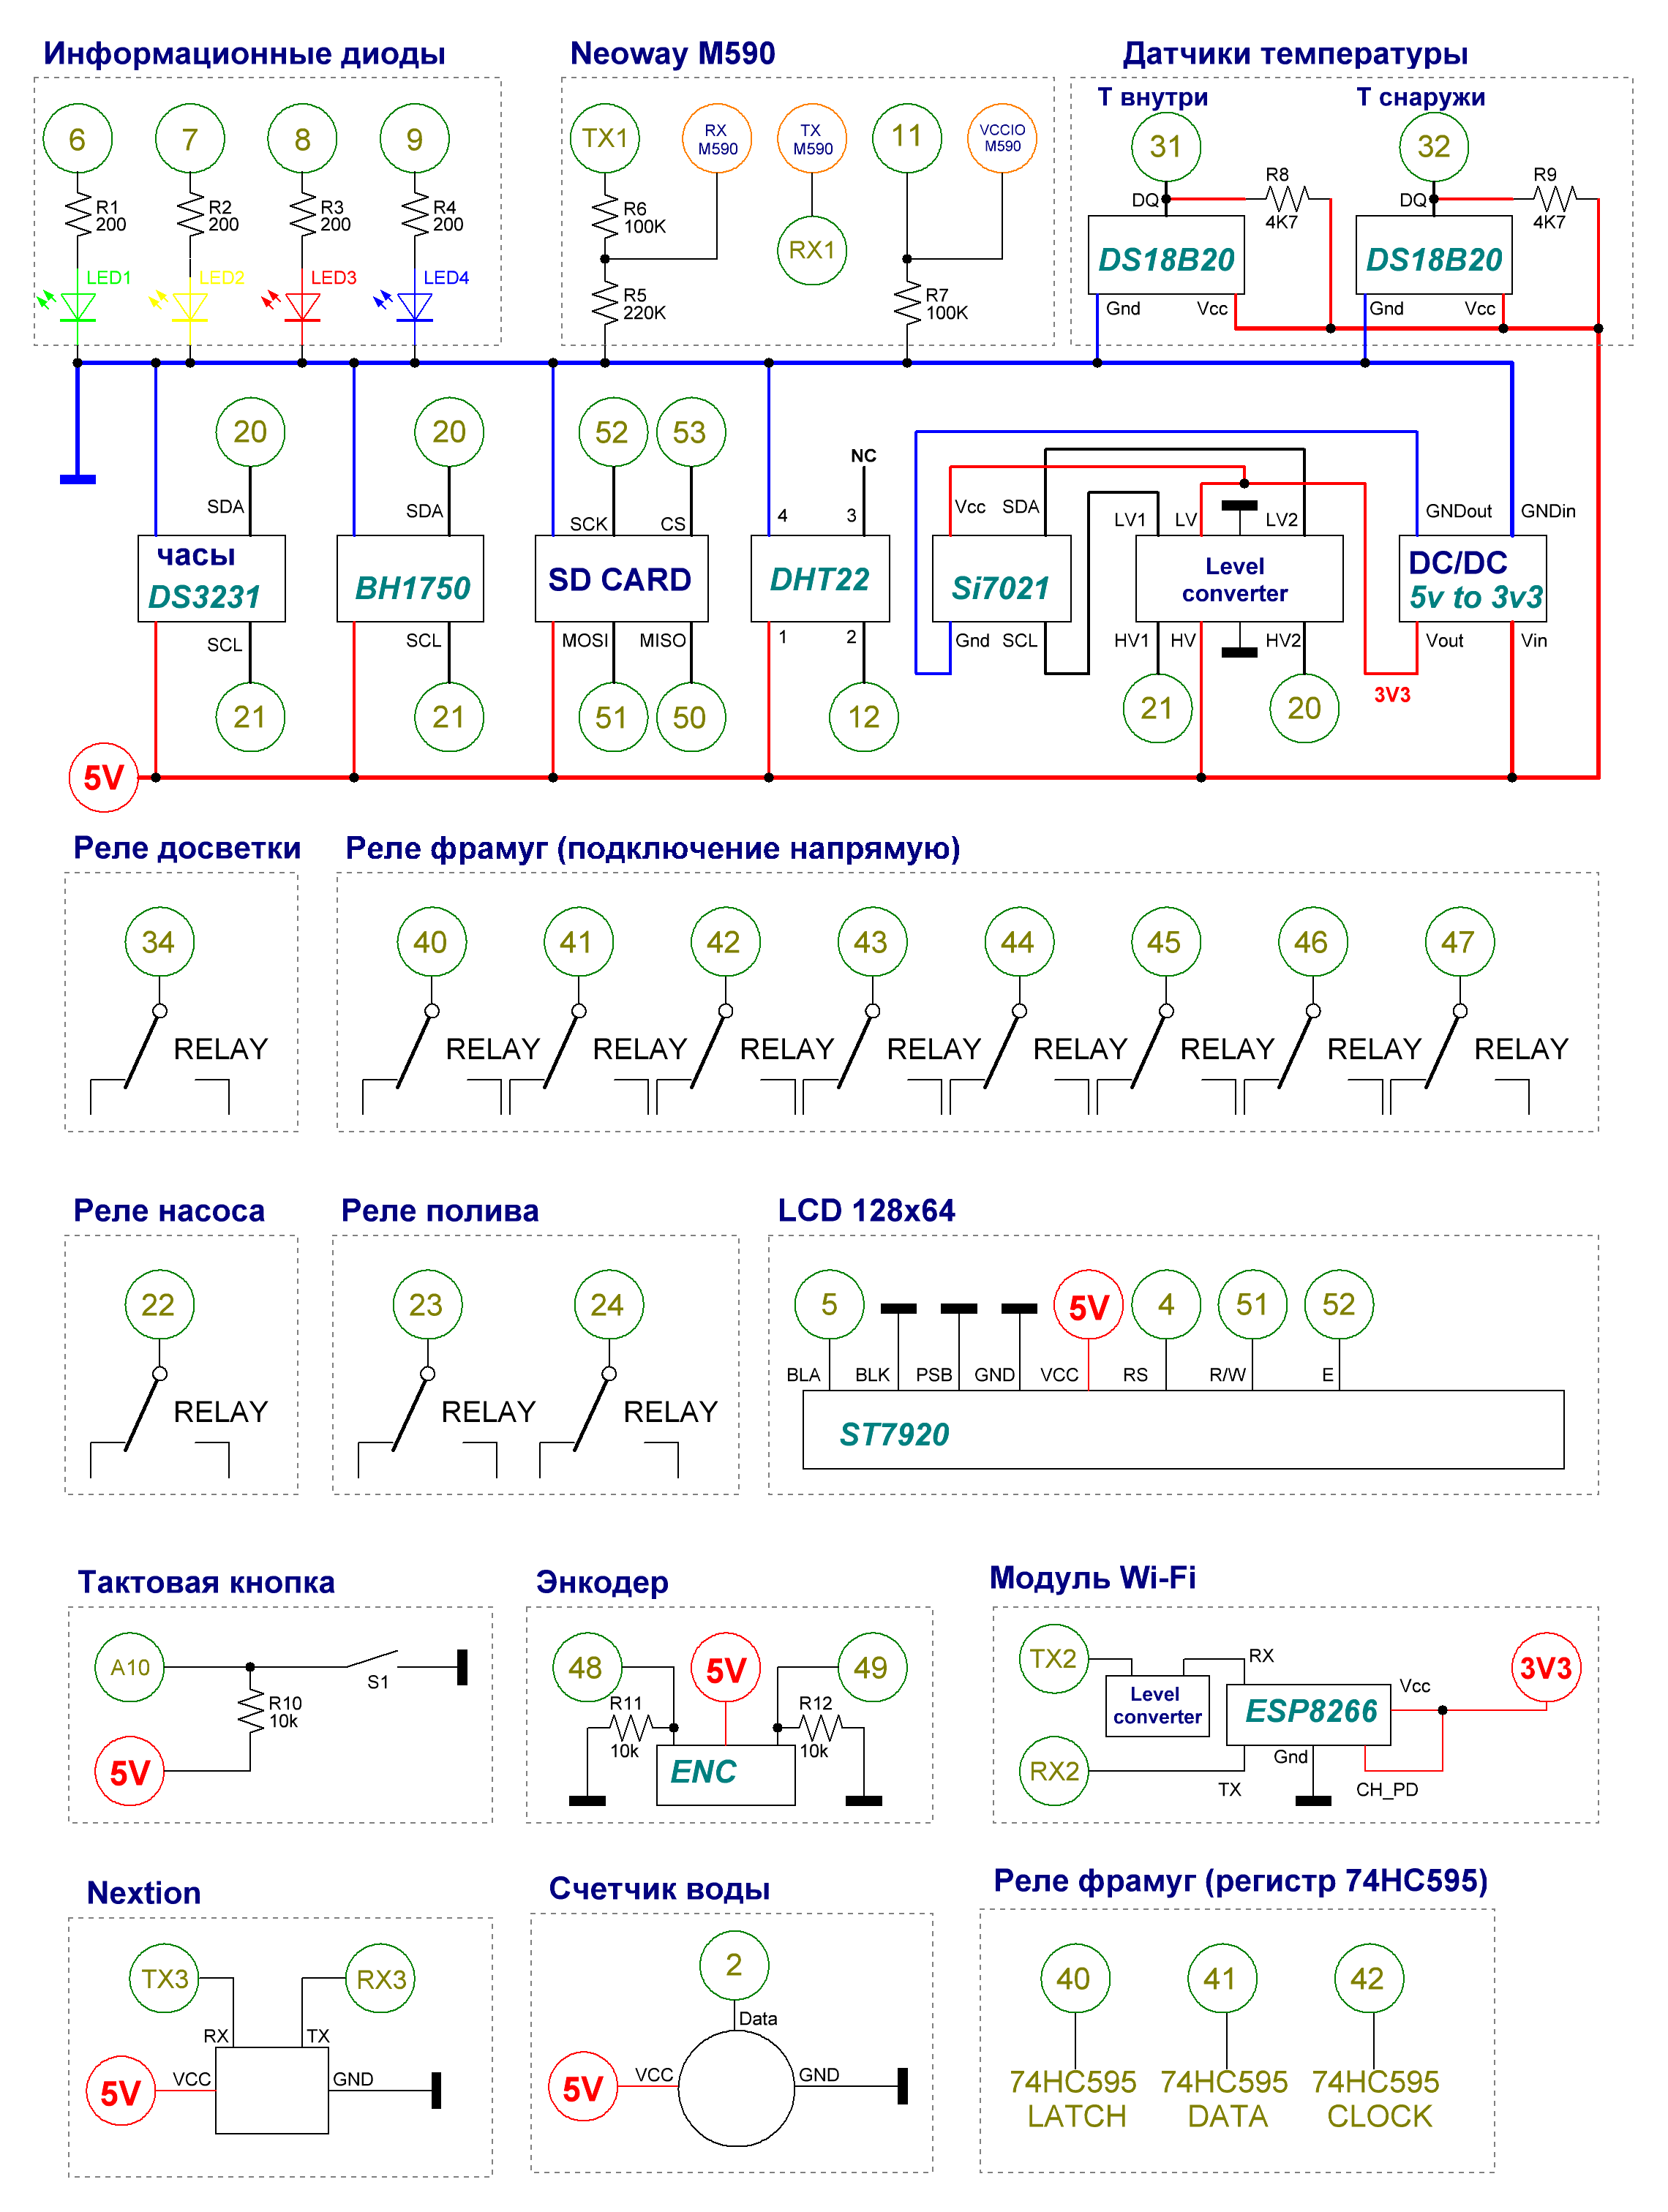 Информационные диоды
Neoway M590
Датчики температуры
6
7
8
9
R1
200
R2
200
R3
200
R4
200
LED1
LED2
LED3
LED4
TX1
RX
M590
TX
M590
11
VCCIO
M590
R6
100K
RX1
R5
220K
R7
100K
Т внутри
Т снаружи
31
32
DQ
R8
4K7
DQ
R9
4K7
DS18B20
DS18B20
Gnd
Vcc
Gnd
Vcc
20
20
52
53
NC
SDA
SDA
SCK
CS
4
3
Vcc
SDA
LV1
LV
LV2
GNDout
GNDin
часы
DS3231
BH1750
SD CARD
DHT22
Si7021
Level
converter
DC/DC
5v to 3v3
SCL
SCL
MOSI
MISO
1
2
Gnd
SCL
HV1
HV
HV2
Vout
Vin
21
21
51
50
12
21
20
3V3
5V
Реле досветки
Реле фрамуг (подключение напрямую)
34
40
41
42
43
44
45
46
47
RELAY
RELAY
RELAY
RELAY
RELAY
RELAY
RELAY
RELAY
RELAY
Реле насоса
Реле полива
LCD 128x64
22
23
24
5
5V
4
51
52
BLA
BLK
PSB
GND
VCC
RS
R/W
E
RELAY
RELAY
RELAY
ST7920
Тактовая кнопка
Энкодер
Модуль Wi-Fi
A10
S1
R10
10k
5V
48
5V
49
R11
10k
R12
10k
ENC
TX2
RX
Level
converter
ESP8266
Vcc
3V3
RX2
TX
Gnd
CH_PD
Nextion
Счетчик воды
Реле фрамуг (регистр 74HC595)
TX3
RX3
RX
TX
5V
VCC
GND
2
Data
5V
VCC
GND
40
41
42
74HC595
LATCH
74HC595
DATA
74HC595
CLOCK